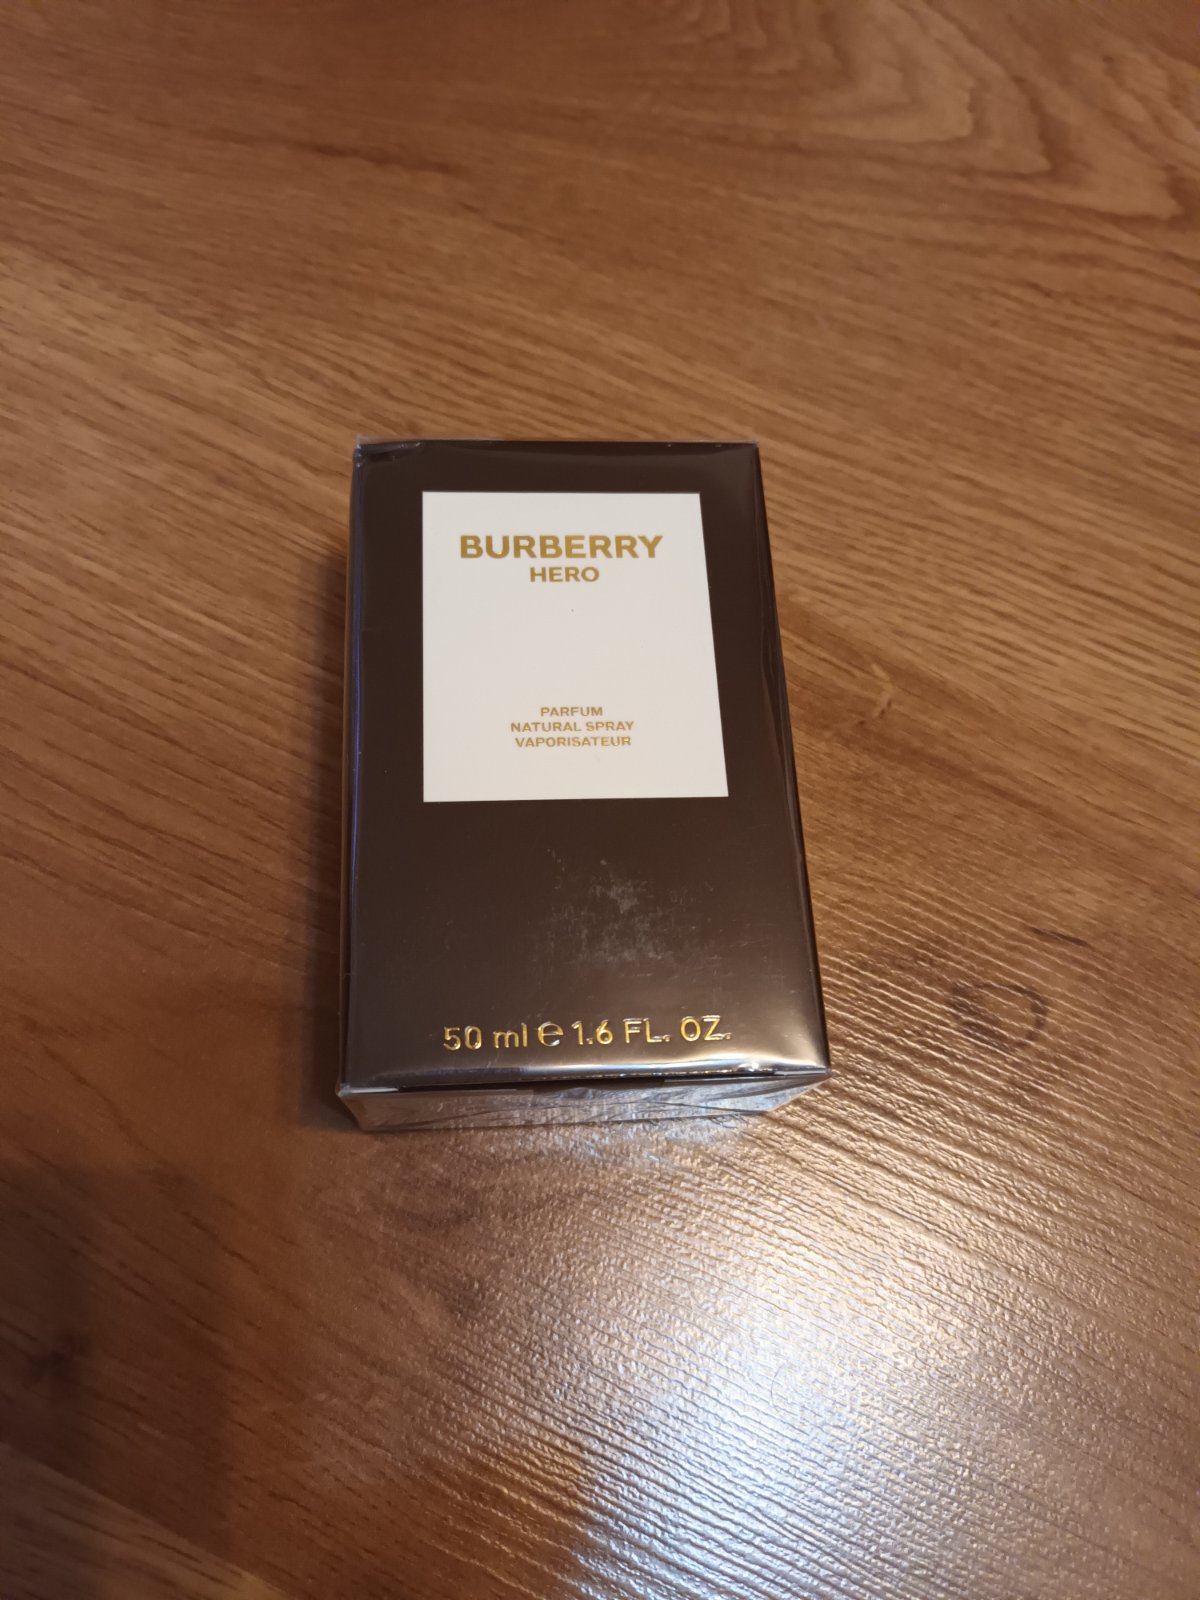 BURBERRY
HERO
PARFUM
NATURAL SPRAY
VAPORISATEUR
50 ml ℮ 1.6 FL. OZ.